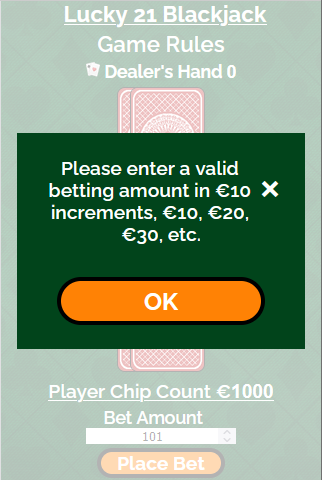 Lucky 21 Blackjack
Game Rules
Dealer's Hand 0
Please enter a valid
betting amount in €10
increments, €10, €20,
€30, etc.
×
OK
Player Chip Count €1000
Bet Amount
101
Place Bet